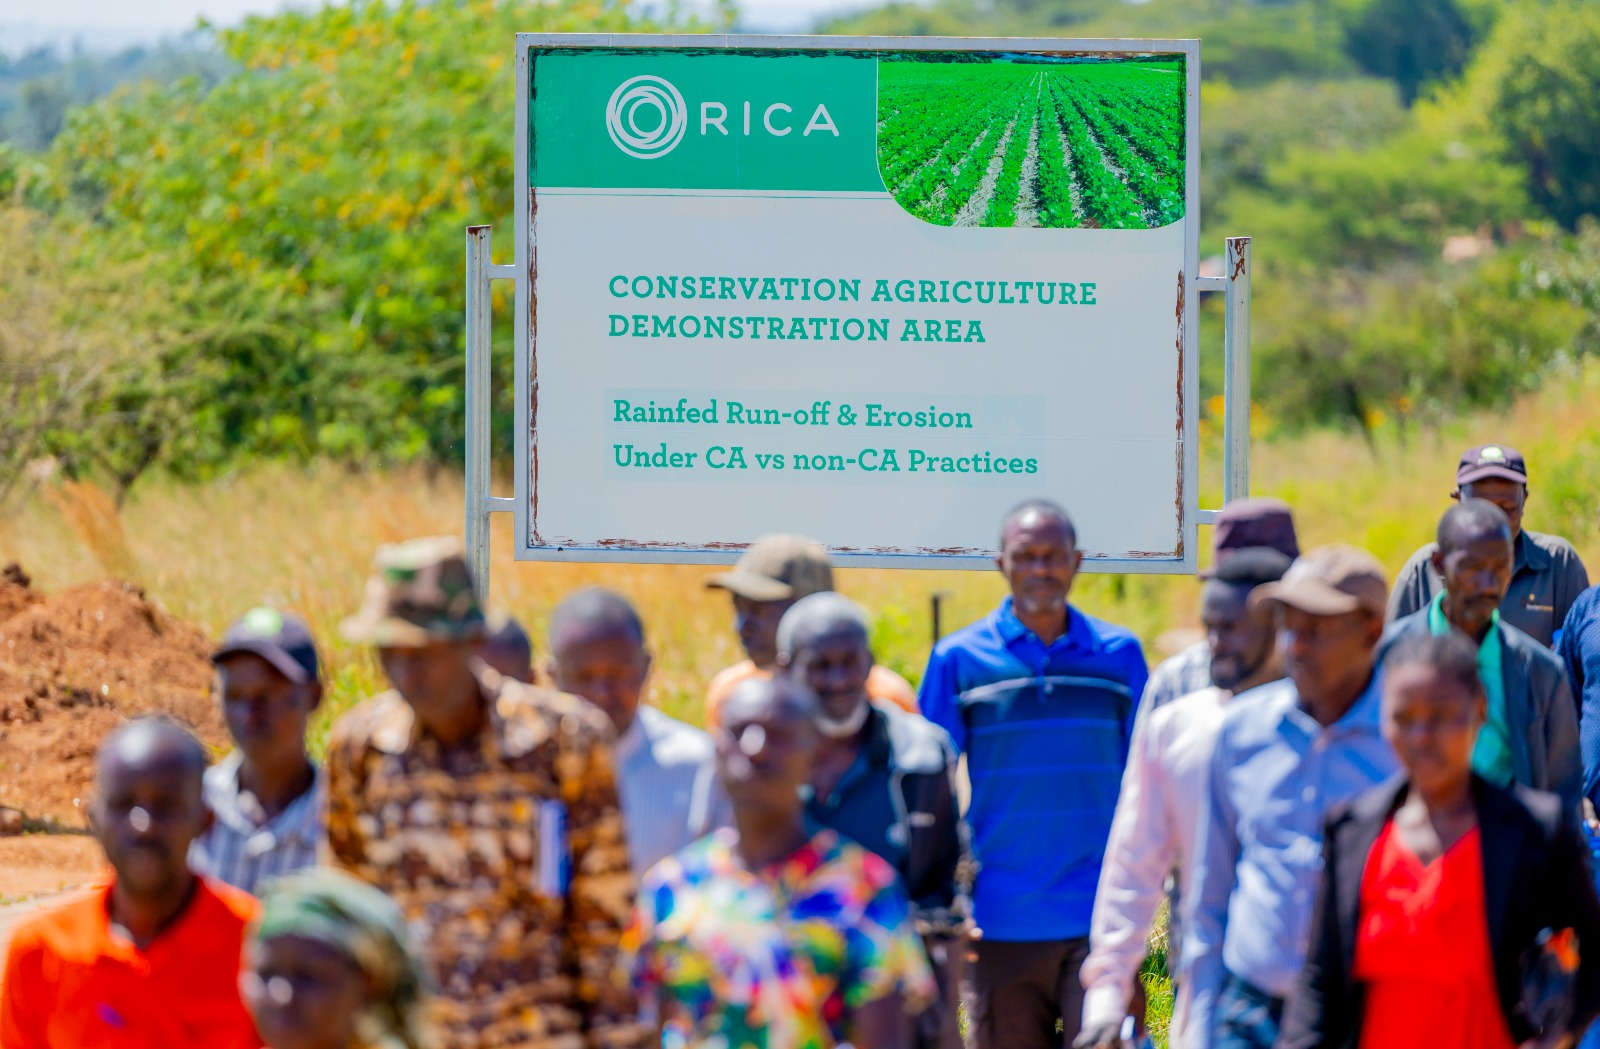 RICA
CONSERVATION AGRICULTURE
DEMONSTRATION AREA
Rainfed Run-off & Erosion
Under CA vs non-CA Practices